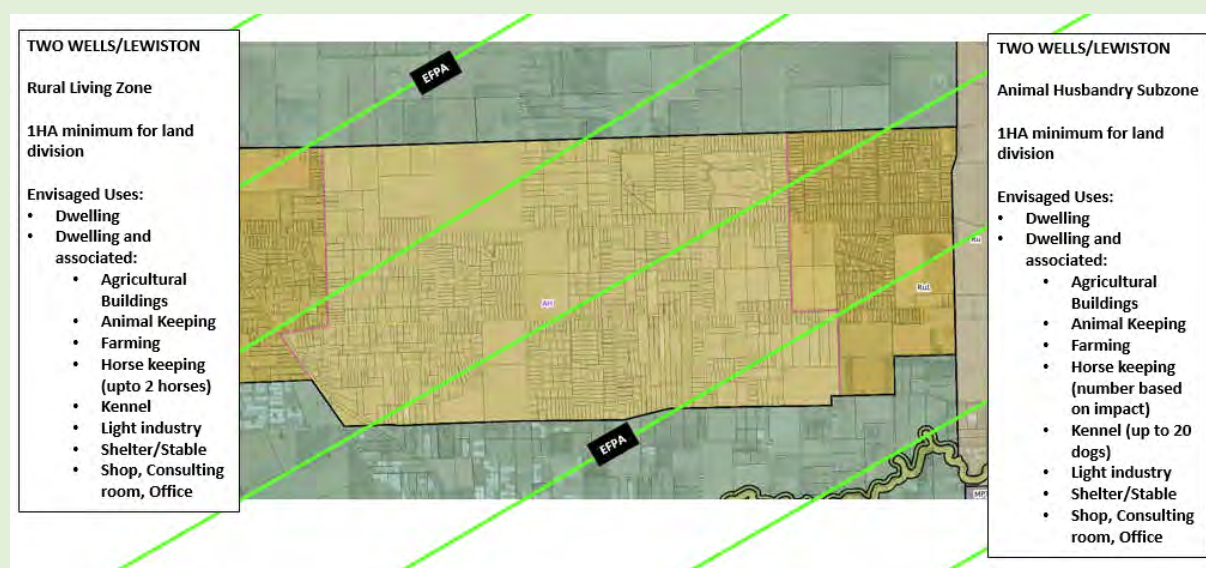 TWO WELLS/LEWISTON
Rural Living Zone
1HA minimum for land
division
Envisaged Uses:
• Dwelling
• Dwelling and
associated:
• Agricultural
Buildings
• Animal Keeping
• Farming
• Horse keeping
(upto 2 horses)
• Kennel
• Light industry
• Shelter/Stable
• Shop, Consulting
room, Office
EFPA
AH
EFPA
Ru
RuL
TWO WELLS/LEWISTON
Animal Husbandry Subzone
1HA minimum for land
division
Envisaged Uses:
• Dwelling
• Dwelling and
associated:
• Agricultural
Buildings
• Animal Keeping
• Farming
• Horse keeping
(number based
on impact)
• Kennel (up to 20
dogs)
• Light industry
• Shelter/Stable
• Shop, Consulting
room, Office